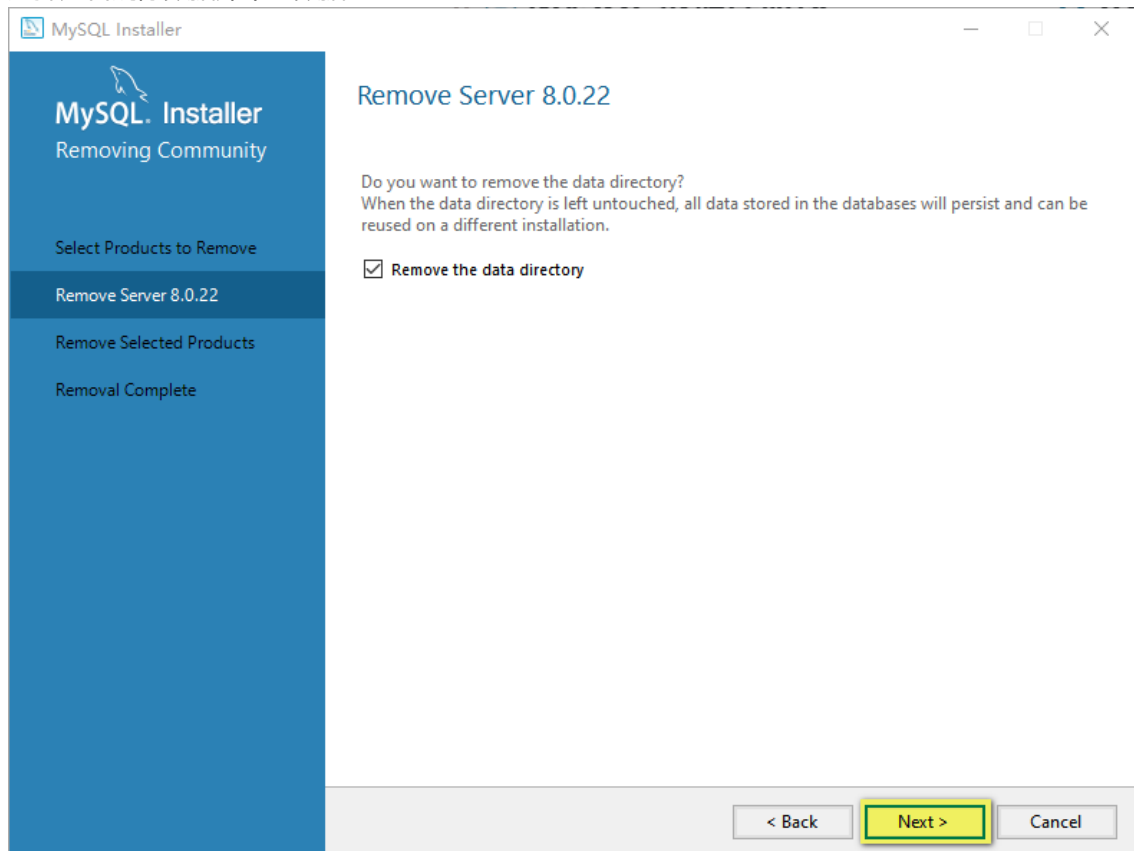 MySQL Installer
MySQL. Installer
Removing Community
Select Products to Remove
Remove Server 8.0.22
Remove Selected Products
Removal Complete
Remove Server 8.0.22
Do you want to remove the data directory?
When the data directory is left untouched, all data stored in the databases will persist and can be
reused on a different installation.
Remove the data directory
< Back
Next >
Cancel